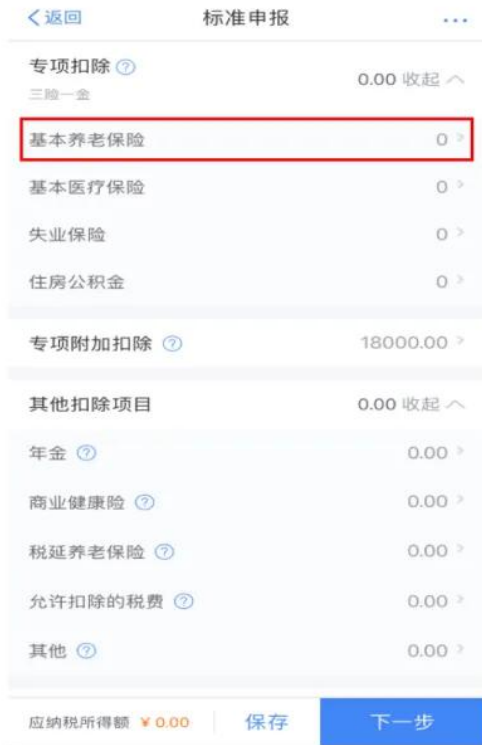 返回 标准申报 ...
专项扣除 ? 0.00 收起
三险一金
基本养老保险 0
基本医疗保险 0
失业保险 0
住房公积金 0
专项附加扣除 ? 18000.00
其他扣除项目 0.00 收起
年金 ? 0.00
商业健康险 ? 0.00
税延养老保险 ? 0.00
允许扣除的税费 ? 0.00
其他 ? 0.00
应纳税所得额 ¥0.00 保存 下一步